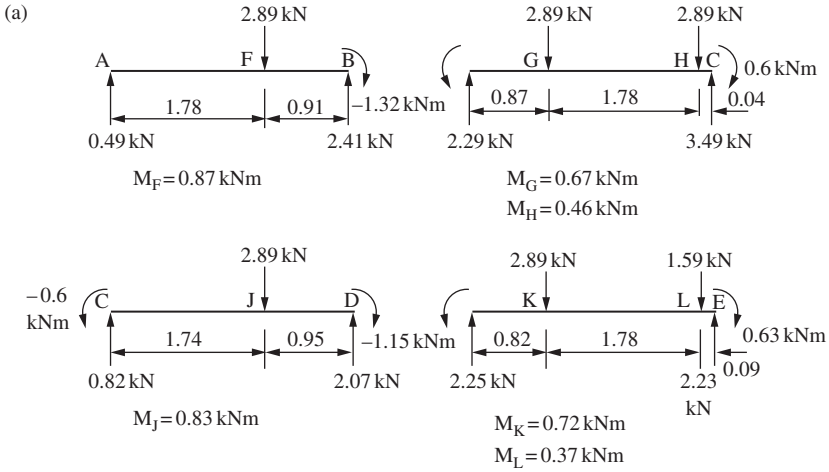 (a)
2.89 kN 2.89 kN 2.89 kN
A F B G H C
0.6 kNm
1.78 0.91 −1.32 kNm 0.87 1.78 0.04
0.49 kN 2.41 kN 2.29 kN 3.49 kN
M_F = 0.87 kNm M_G = 0.67 kNm
M_H = 0.46 kNm
2.89 kN 2.89 kN 1.59 kN
−0.6
kNm
C J D K L E
1.74 0.95 −1.15 kNm 0.82 1.78 0.63 kNm
0.09
0.82 kN 2.07 kN 2.25 kN 2.23
kN
M_J = 0.83 kNm M_K = 0.72 kNm
M_L = 0.37 kNm